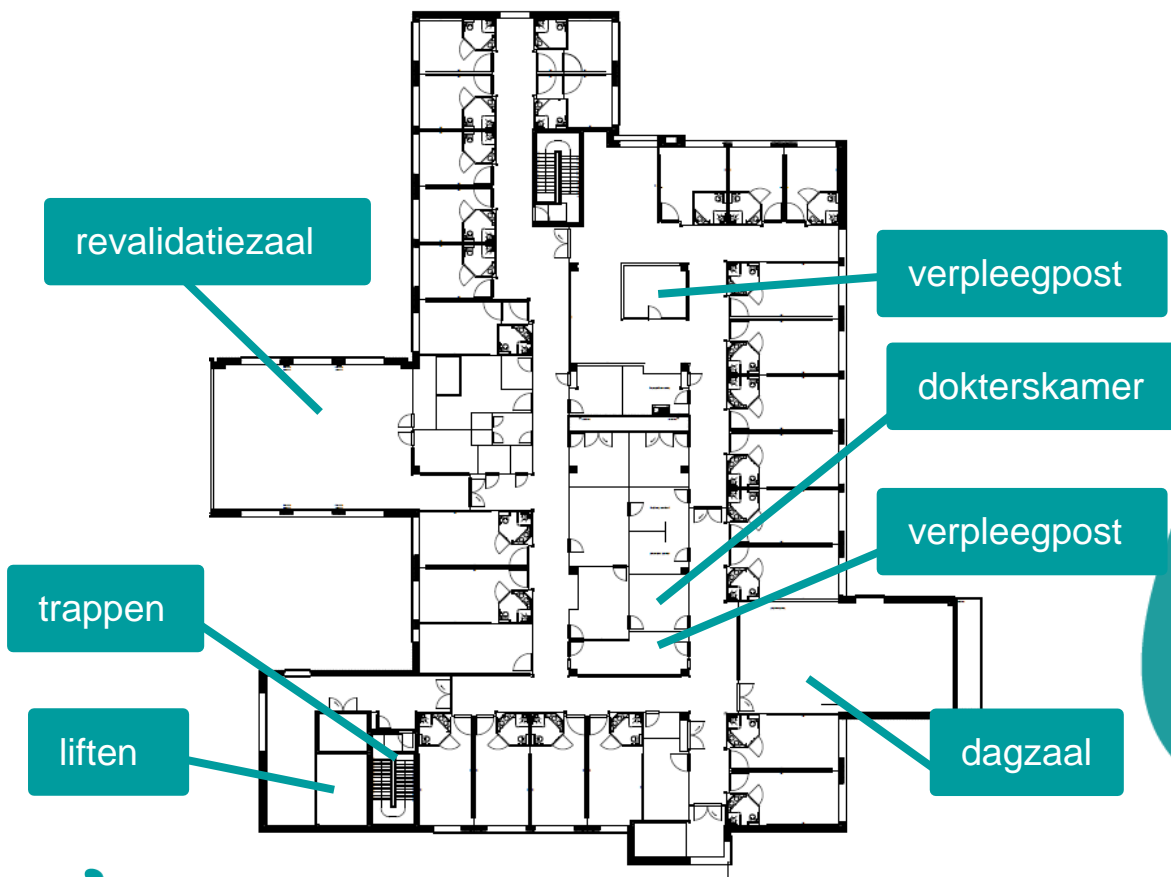 revalidatiezaal
verpleegpost
dokterskamer
verpleegpost
trappen
liften
dagzaal